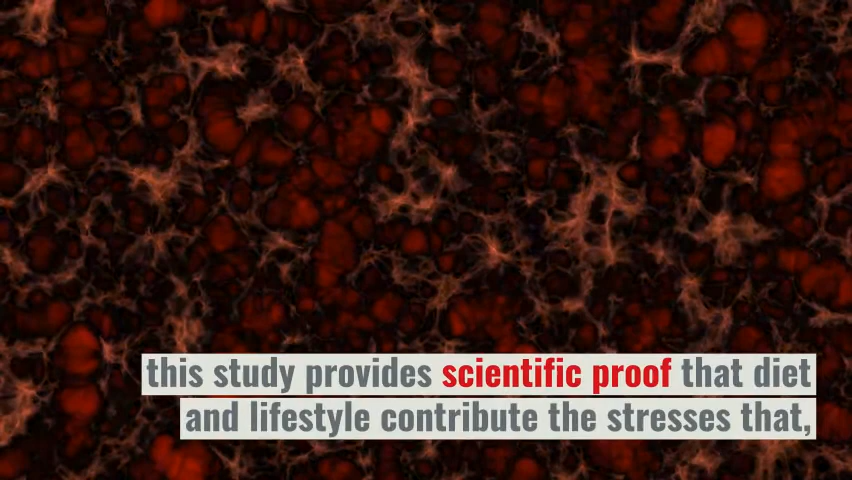 this study provides scientific proof that diet
and lifestyle contribute the stresses that,